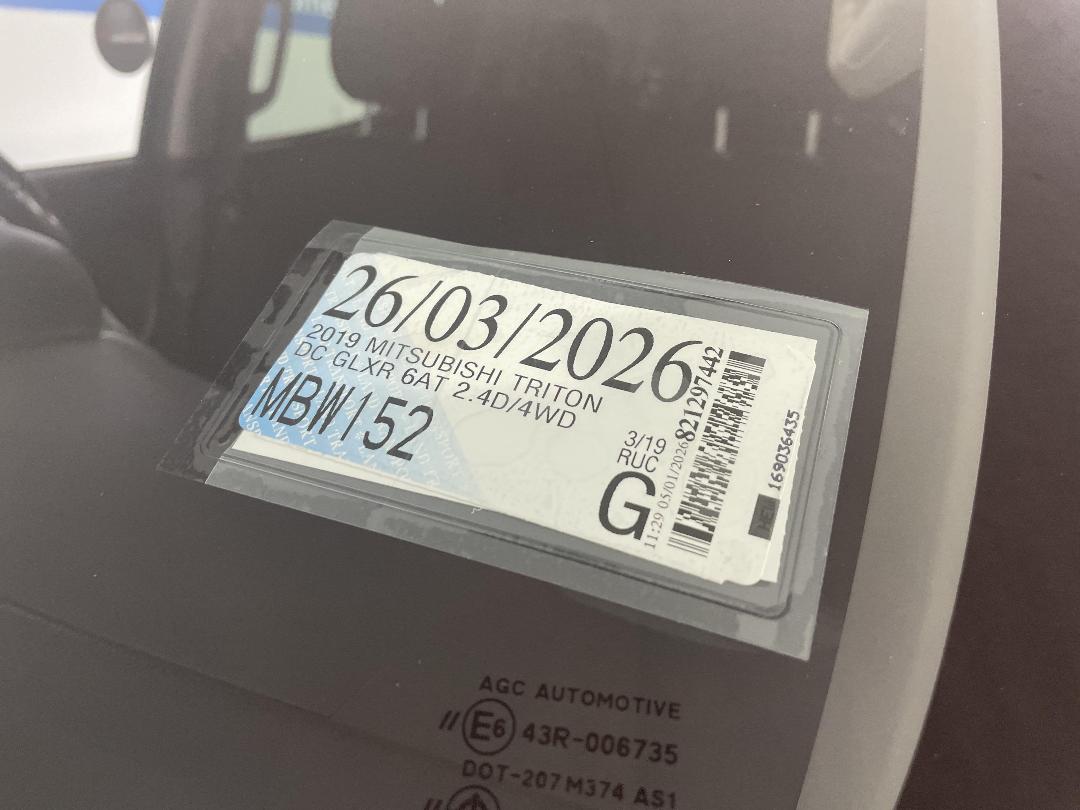 26/03/2026
2019 MITSUBISHI TRITON
DC GLXR 6AT 2.4D/4WD
MBW152
3/19
RUC
G
11:29 05/01/2026
821297442
169036435
AGC AUTOMOTIVE
// E6 43R-006735
DOT-207 M374 AS1
//